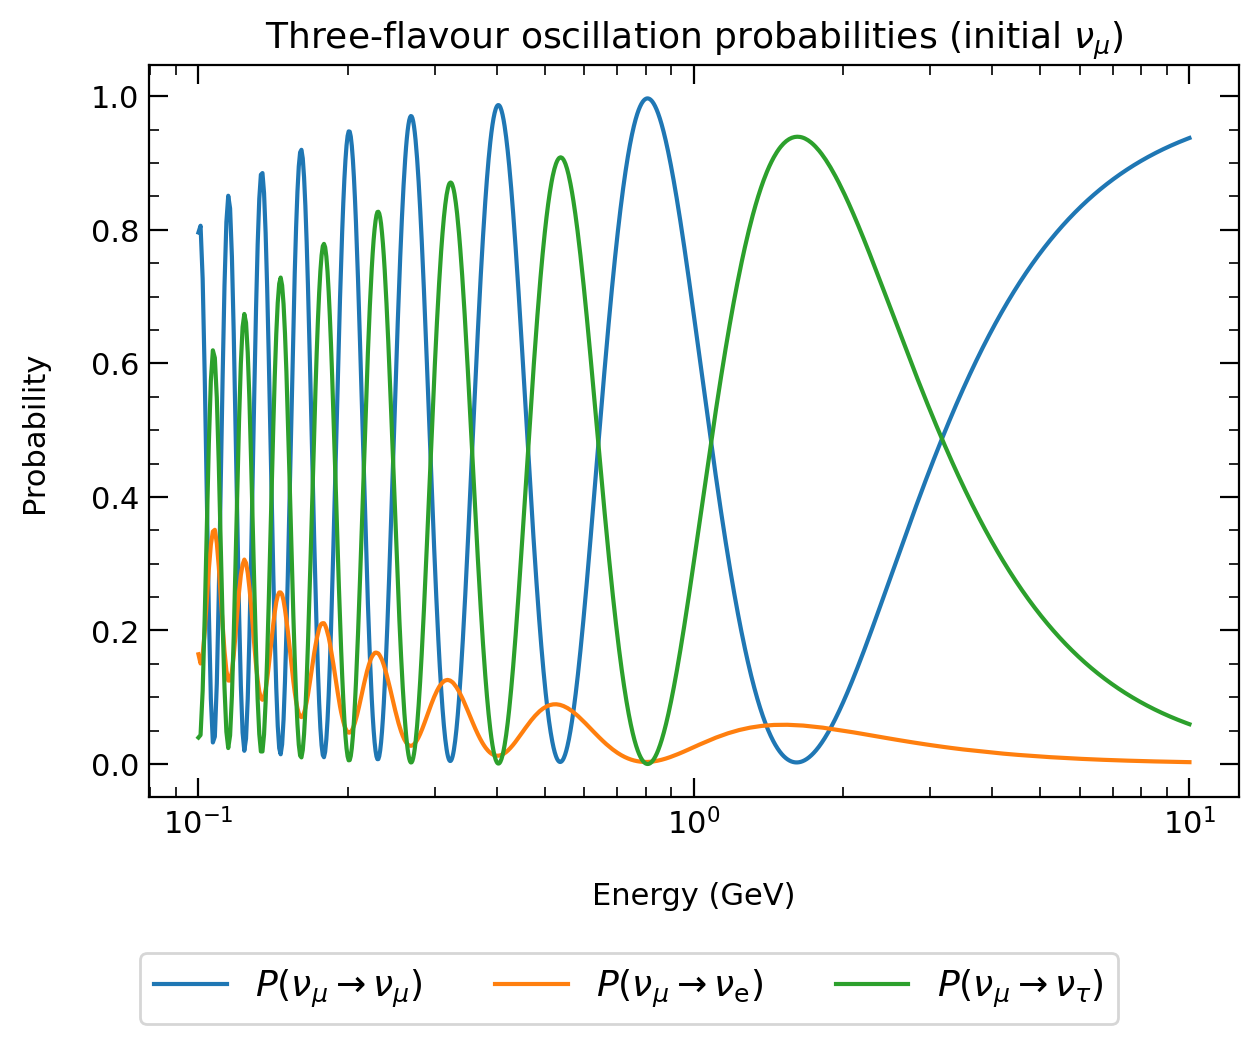 Three-flavour oscillation probabilities (initial νμ)
1.0
0.8
0.6
0.4
0.2
0.0
Probability
10⁻¹ 10⁰ 10¹
Energy (GeV)
P(νμ → νμ) P(νμ → νe) P(νμ → ντ)